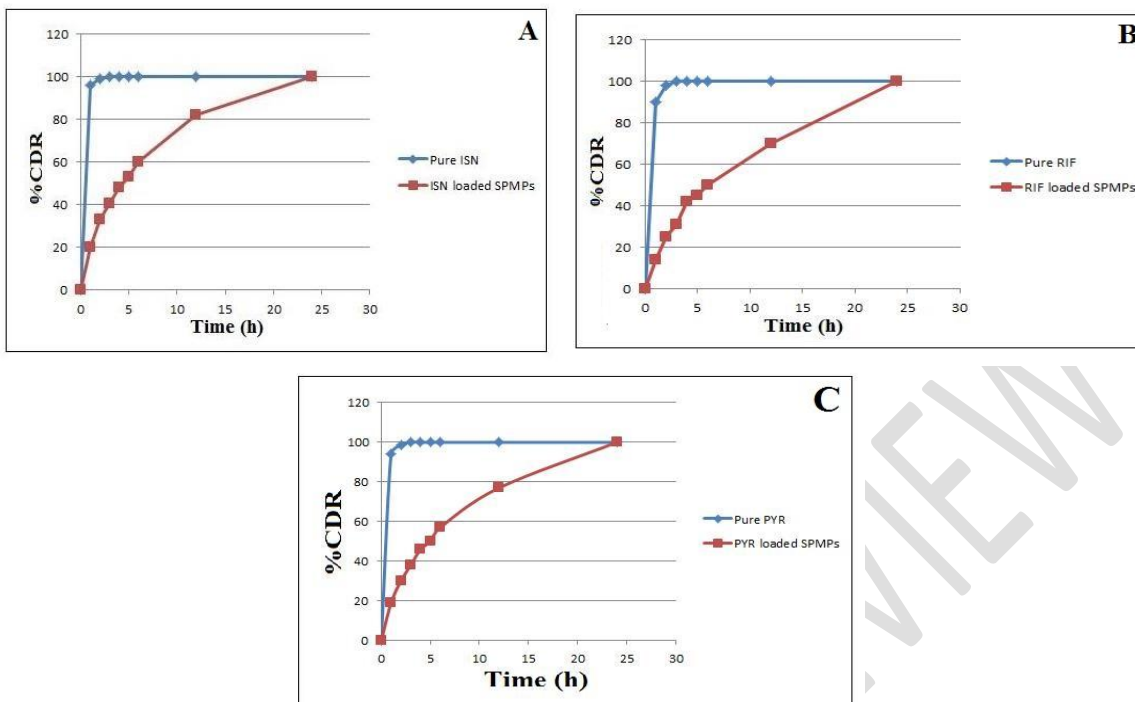 A
120
100
80
60
40
20
0
%CDR
0 5 10 15 20 25 30
Time (h)
Pure ISN
ISN loaded SPMPs
B
120
100
80
60
40
20
0
%CDR
0 5 10 15 20 25 30
Time (h)
Pure RIF
RIF loaded SPMPs
C
120
100
80
60
40
20
0
%CDR
0 5 10 15 20 25 30
Time (h)
Pure PYR
PYR loaded SPMPs
VIEW